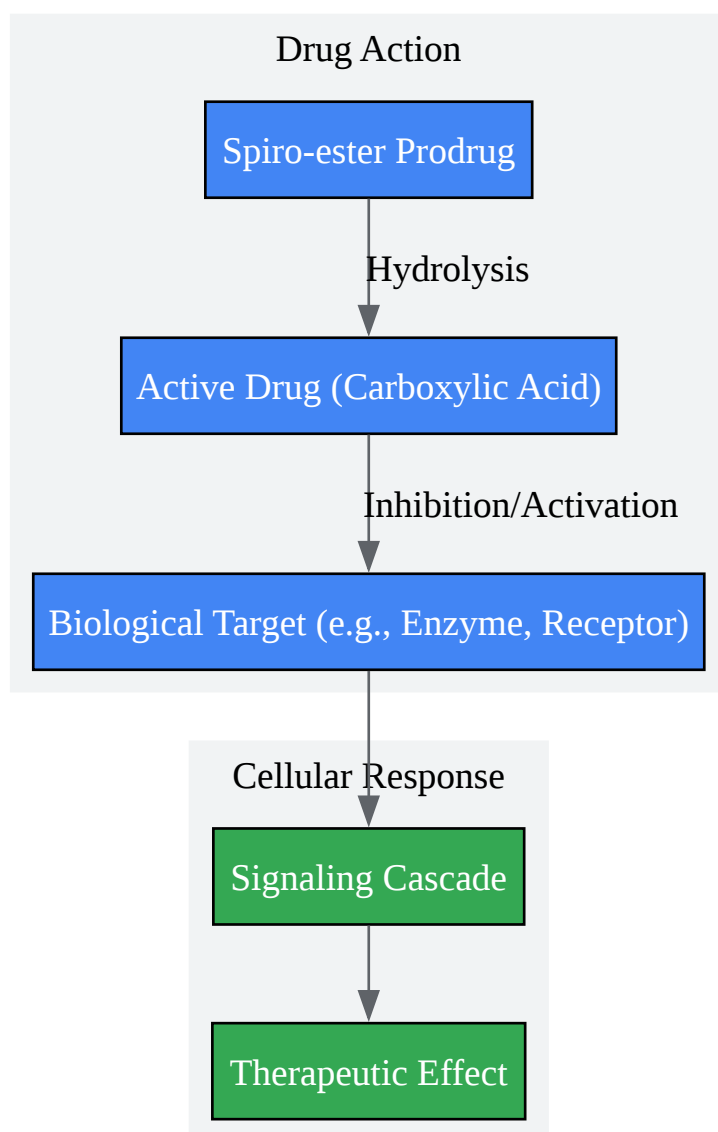 Drug Action
Spiro-ester Prodrug
Hydrolysis
Active Drug (Carboxylic Acid)
Inhibition/Activation
Biological Target (e.g., Enzyme, Receptor)
Cellular Response
Signaling Cascade
Therapeutic Effect